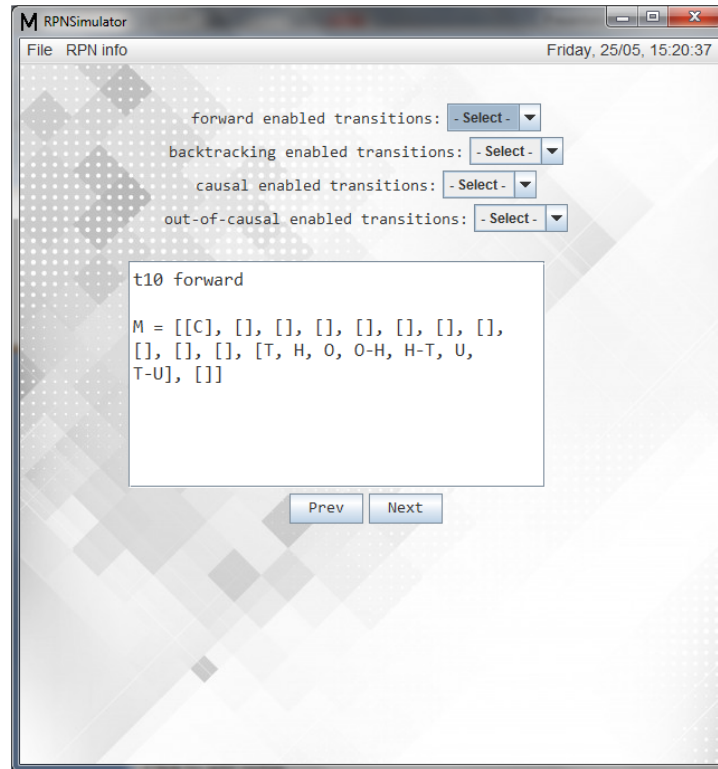 M RPNSimulator
File RPN info Friday, 25/05, 15:20:37
forward enabled transitions: - Select -
backtracking enabled transitions: - Select -
causal enabled transitions: - Select -
out-of-causal enabled transitions: - Select -
t10 forward
M = [[C], [], [], [], [], [], [], [],
[], [], [], [T, H, O, O-H, H-T, U,
T-U], []]
Prev Next